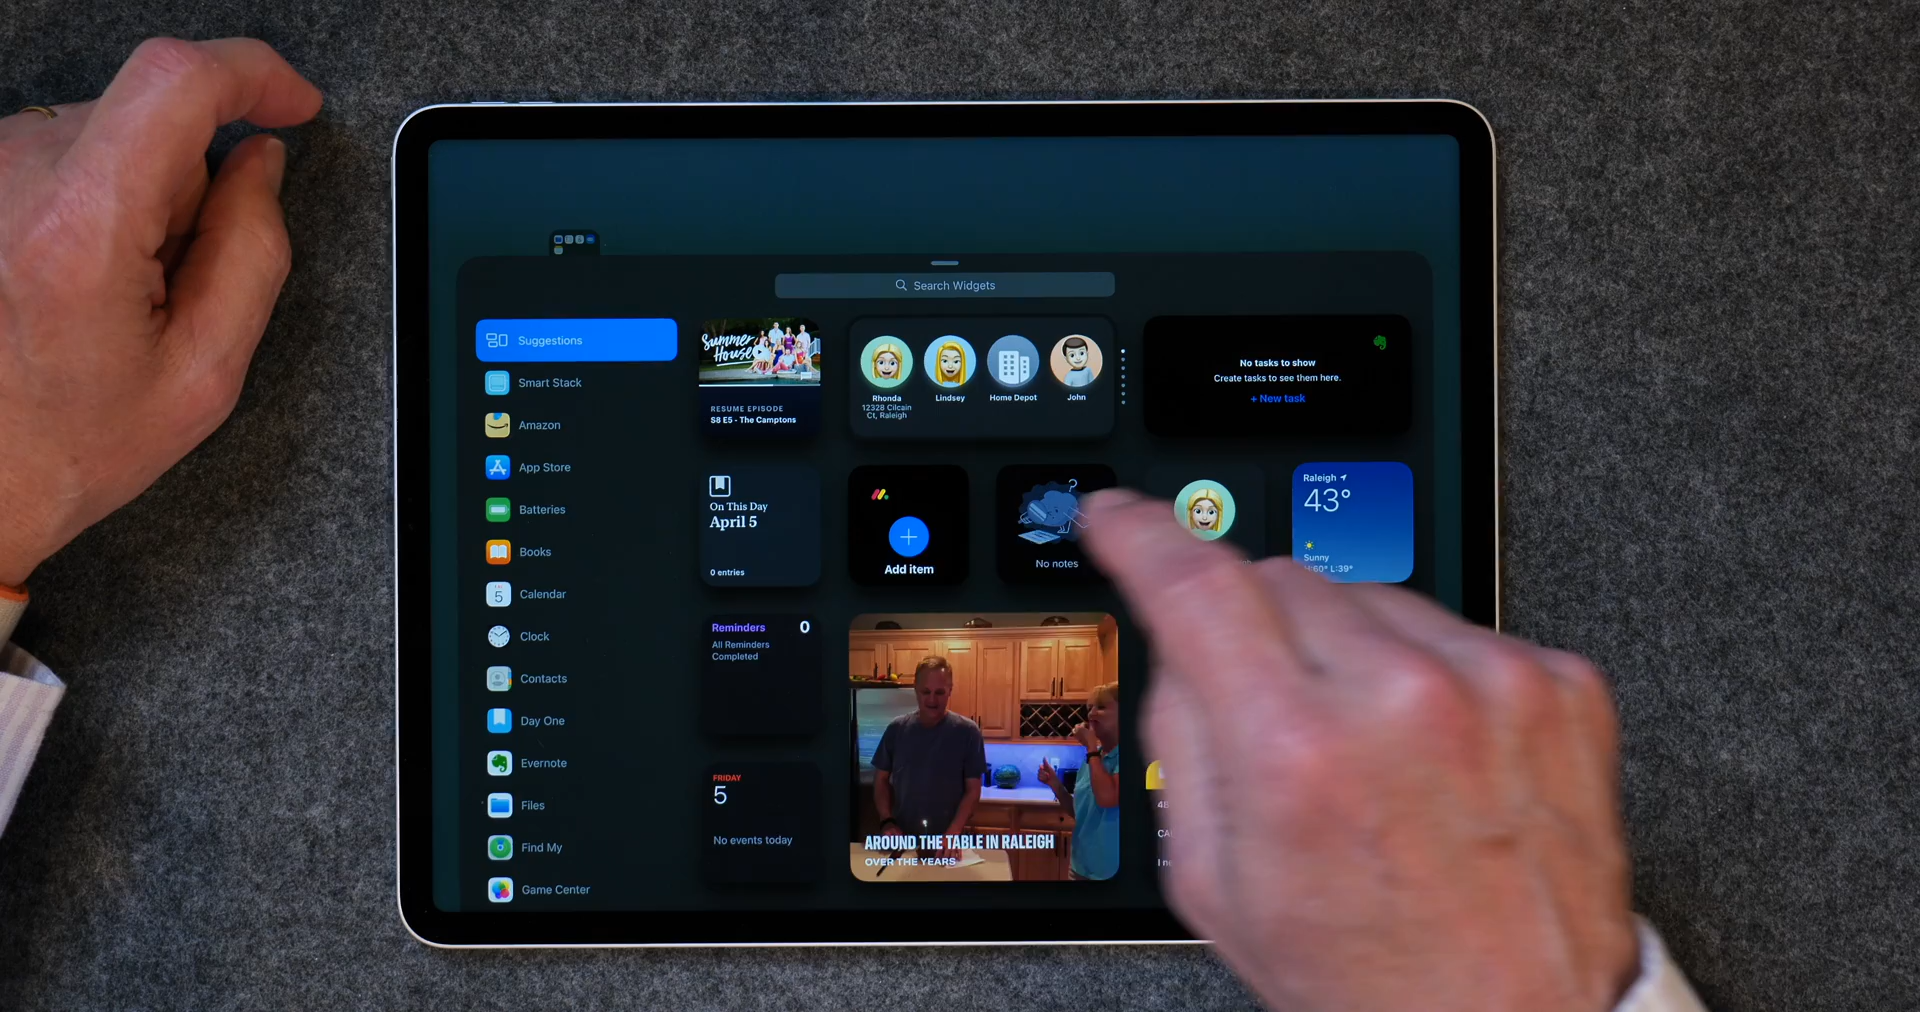 Search Widgets
Suggestions
Smart Stack
Amazon
App Store
Batteries
Books
5
Calendar
Clock
Contacts
Day One
Evernote
Files
Find My
Game Center
Summer
House
RESUME EPISODE
S8 E5 - The Camptons
Rhonda
12328 Cilcain
Ct, Raleigh
Lindsey
Home Depot
John
No tasks to show
Create tasks to see them here.
+ New task
On This Day
April 5
0 entries
Add item
?
No notes
Raleigh
43°
Sunny
H:60° L:39°
Reminders
0
All Reminders
Completed
FRIDAY
5
No events today
AROUND THE TABLE IN RALEIGH
OVER THE YEARS